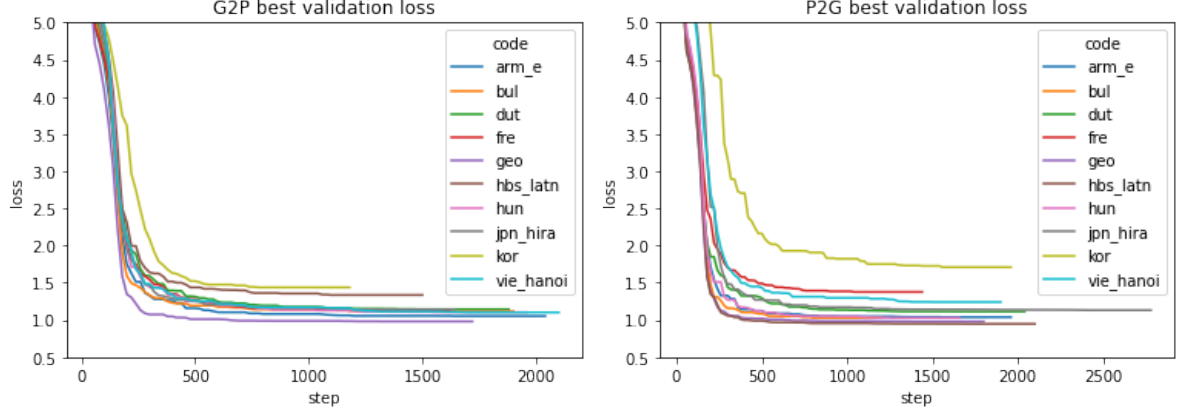 G2P best validation loss
5.0
4.5
4.0
3.5
3.0
2.5
2.0
1.5
1.0
0.5
loss
0
500
1000
1500
2000
step
code
arm_e
bul
dut
fre
geo
hbs_latn
hun
jpn_hira
kor
vie_hanoi
P2G best validation loss
5.0
4.5
4.0
3.5
3.0
2.5
2.0
1.5
1.0
0.5
loss
0
500
1000
1500
2000
2500
step
code
arm_e
bul
dut
fre
geo
hbs_latn
hun
jpn_hira
kor
vie_hanoi